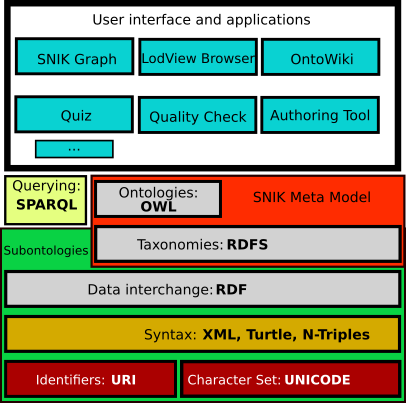 User interface and applications
SNIK Graph
LodView Browser
OntoWiki
Quiz
Quality Check
Authoring Tool
...
Querying:
SPARQL
Ontologies:
OWL
SNIK Meta Model
Subontologies
Taxonomies: RDFS
Data interchange: RDF
Syntax: XML, Turtle, N-Triples
Identifiers: URI
Character Set: UNICODE